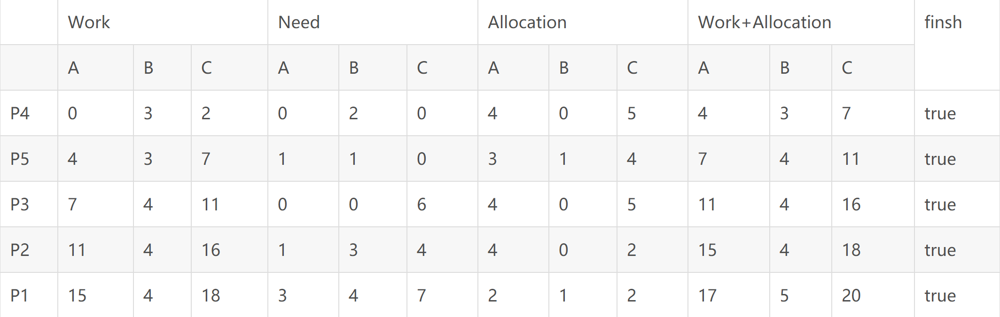 Work Need Allocation Work+Allocation finsh
A B C A B C A B C A B C
P4 0 3 2 0 2 0 4 0 5 4 3 7 true
P5 4 3 7 1 1 0 3 1 4 7 4 11 true
P3 7 4 11 0 0 6 4 0 5 11 4 16 true
P2 11 4 16 1 3 4 4 0 2 15 4 18 true
P1 15 4 18 3 4 7 2 1 2 17 5 20 true